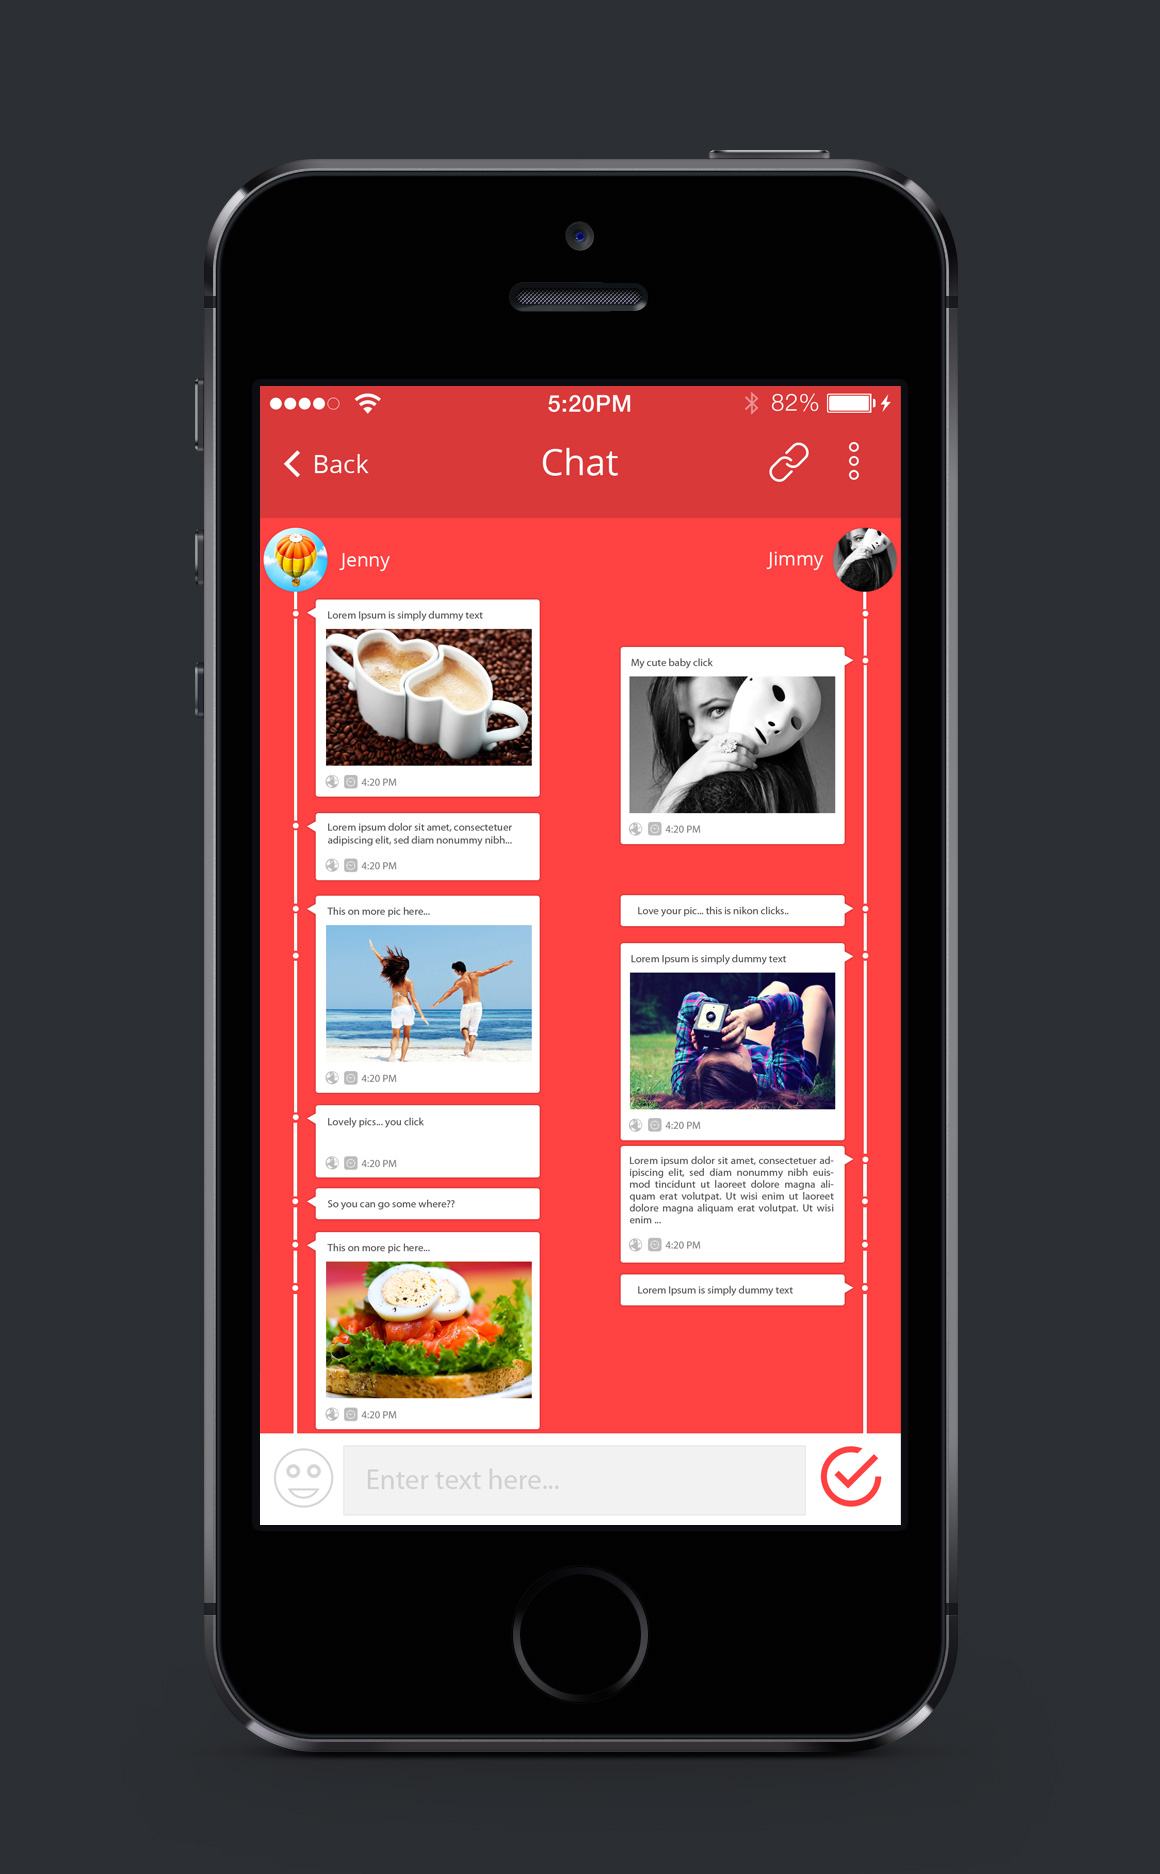 5:20PM
82%
Back
Chat
Jenny
Jimmy
Lorem Ipsum is simply dummy text
4:20 PM
Lorem ipsum dolor sit amet, consectetuer
adipiscing elit, sed diam nonummy nibh...
4:20 PM
This on more pic here...
4:20 PM
Lovely pics... you click
4:20 PM
So you can go some where??
This on more pic here...
4:20 PM
My cute baby click
4:20 PM
Love your pic... this is nikon clicks..
Lorem Ipsum is simply dummy text
4:20 PM
Lorem ipsum dolor sit amet, consectetuer ad-
ipiscing elit, sed diam nonummy nibh euis-
mod tincidunt ut laoreet dolore magna ali-
quam erat volutpat. Ut wisi enim ut laoreet
dolore magna aliquam erat volutpat. Ut wisi
enim ...
4:20 PM
Lorem Ipsum is simply dummy text
Enter text here...